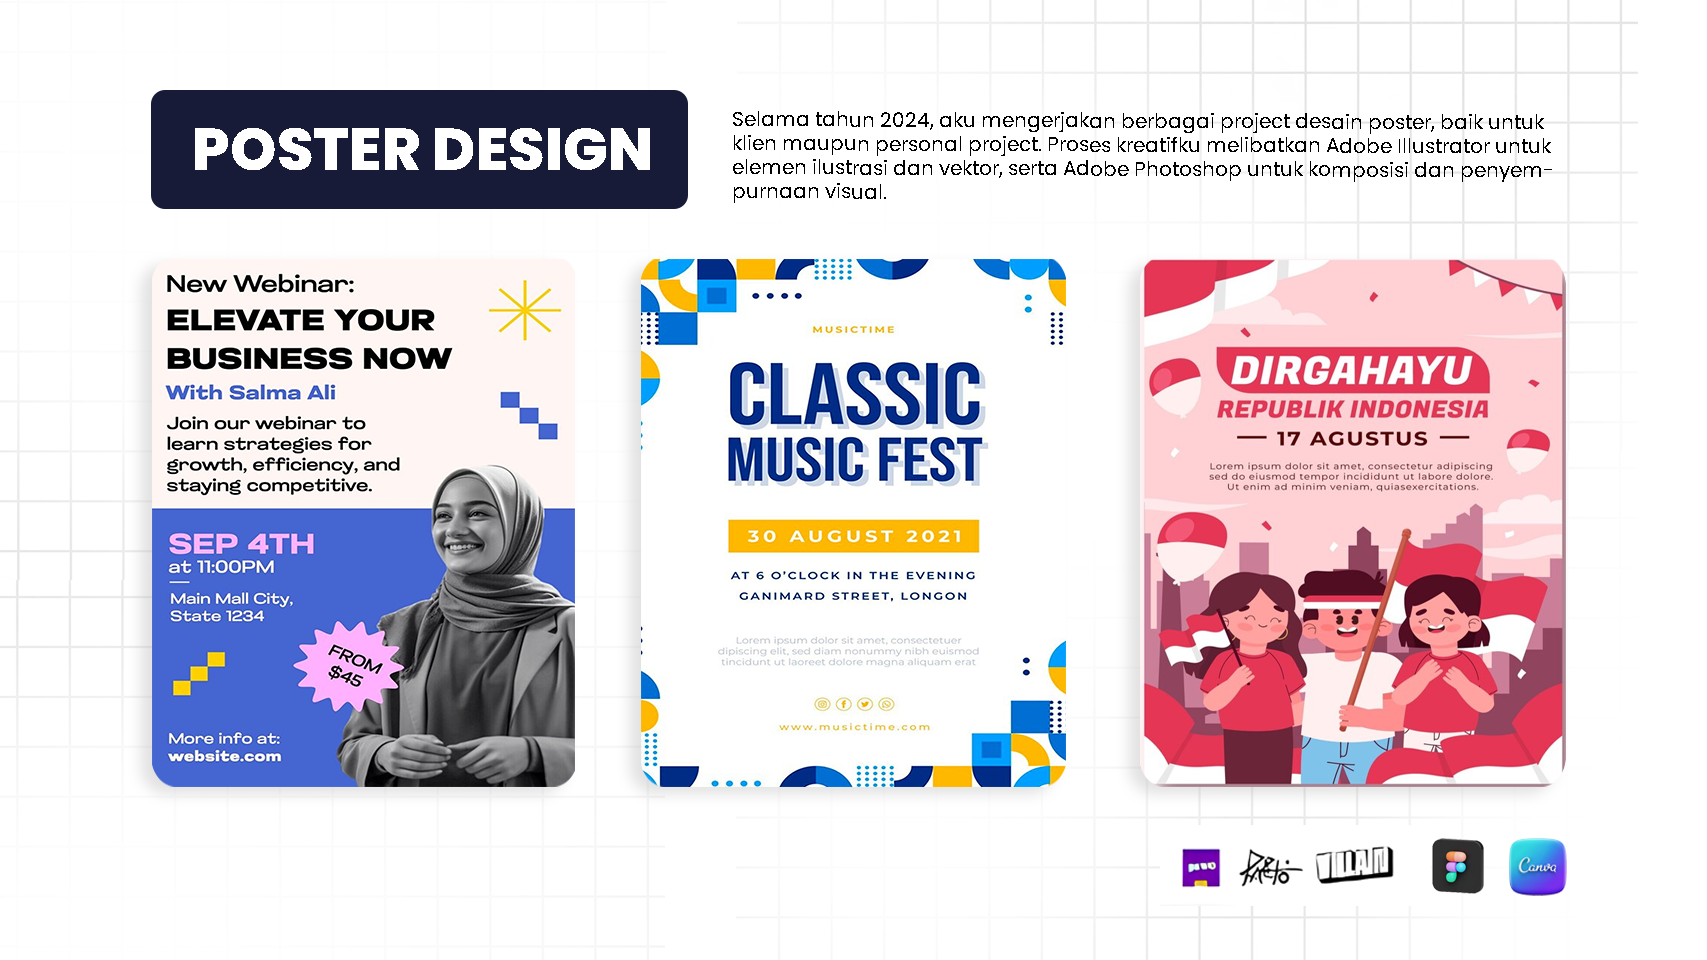 POSTER DESIGN
Selama tahun 2024, aku mengerjakan berbagai project desain poster, baik untuk
klien maupun personal project. Proses kreatifku melibatkan Adobe Illustrator untuk
elemen ilustrasi dan vektor, serta Adobe Photoshop untuk komposisi dan penyem-
purnaan visual.
New Webinar:
ELEVATE YOUR
BUSINESS NOW
With Salma Ali
Join our webinar to
learn strategies for
growth, efficiency, and
staying competitive.
SEP 4TH
at 11:00PM
Main Mall City,
State 1234
FROM
$45
More info at:
website.com
MUSICTIME
CLASSIC
MUSIC FEST
30 AUGUST 2021
AT 6 O'CLOCK IN THE EVENING
GANIMARD STREET, LONGON
Lorem ipsum dolor sit amet, consectetuer
dipiscing elit, sed diam nonummy nibh euismod
tincidunt ut laoreet dolore magna aliquam erat
www.musictime.com
DIRGAHAYU
REPUBLIK INDONESIA
17 AGUSTUS
Lorem ipsum dolor sit amet, consectetur adipiscing
sed do eiusmod tempor incididunt ut labore dolore.
Ut enim ad minim veniam, quiasexercitations.
VILLAIN
Canva